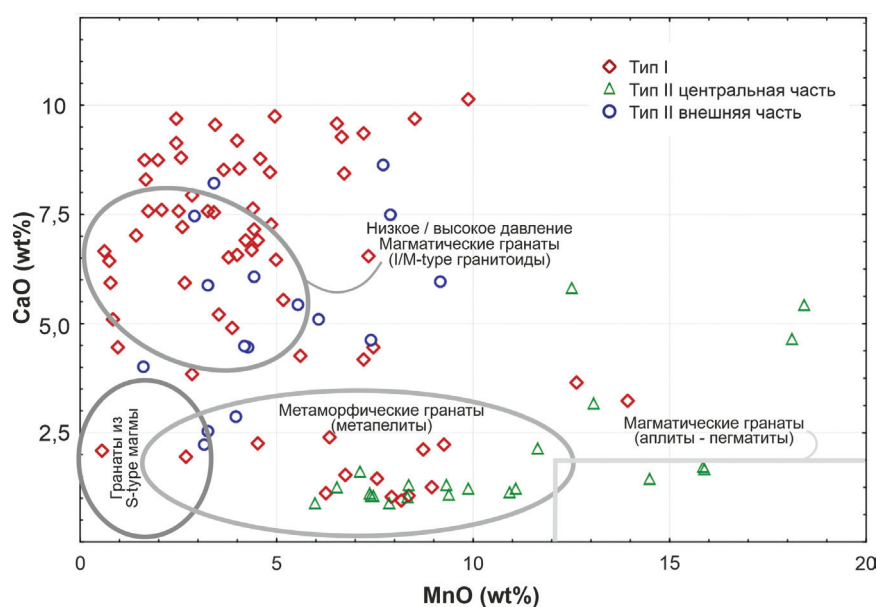 Тип I
Тип II центральная часть
Тип II внешняя часть
10
7.5
5,0
2,5
CaO (wt%)
Низкое / высокое давление
Магматические гранаты
(I/M-type гранитоиды)
Гранаты из
S-type магмы
Метаморфические гранаты
(метапелиты)
Магматические гранаты
(аплиты - пегматиты)
0
5
10
15
20
MnO (wt%)